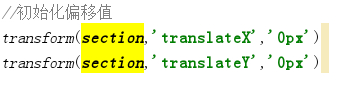 //初始化偏移值
transform(section,'translateX','0px')
transform(section,'translateY','0px')